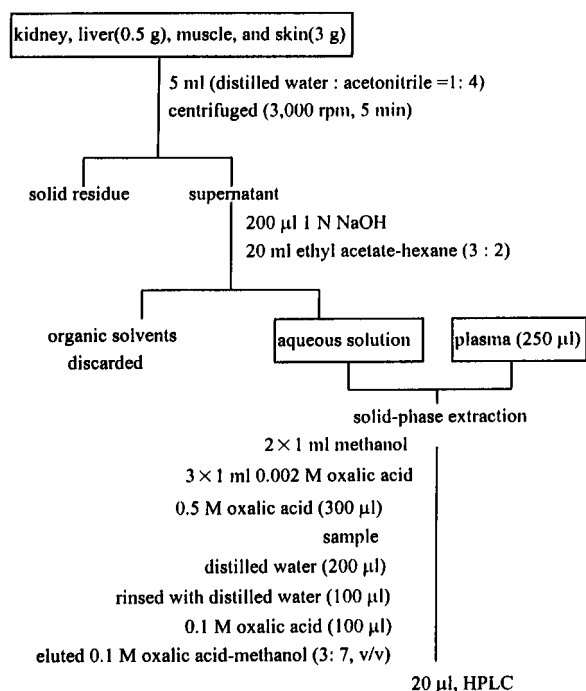 kidney, liver(0.5 g), muscle, and skin(3 g)
5 ml (distilled water : acetonitrile =1: 4)
centrifuged (3,000 rpm, 5 min)
solid residue
supernatant
200 µl 1 N NaOH
20 ml ethyl acetate-hexane (3 : 2)
organic solvents
discarded
aqueous solution
plasma (250 µl)
solid-phase extraction
2 × 1 ml methanol
3 × 1 ml 0.002 M oxalic acid
0.5 M oxalic acid (300 µl)
sample
distilled water (200 µl)
rinsed with distilled water (100 µl)
0.1 M oxalic acid (100 µl)
eluted 0.1 M oxalic acid-methanol (3: 7, v/v)
20 µl, HPLC